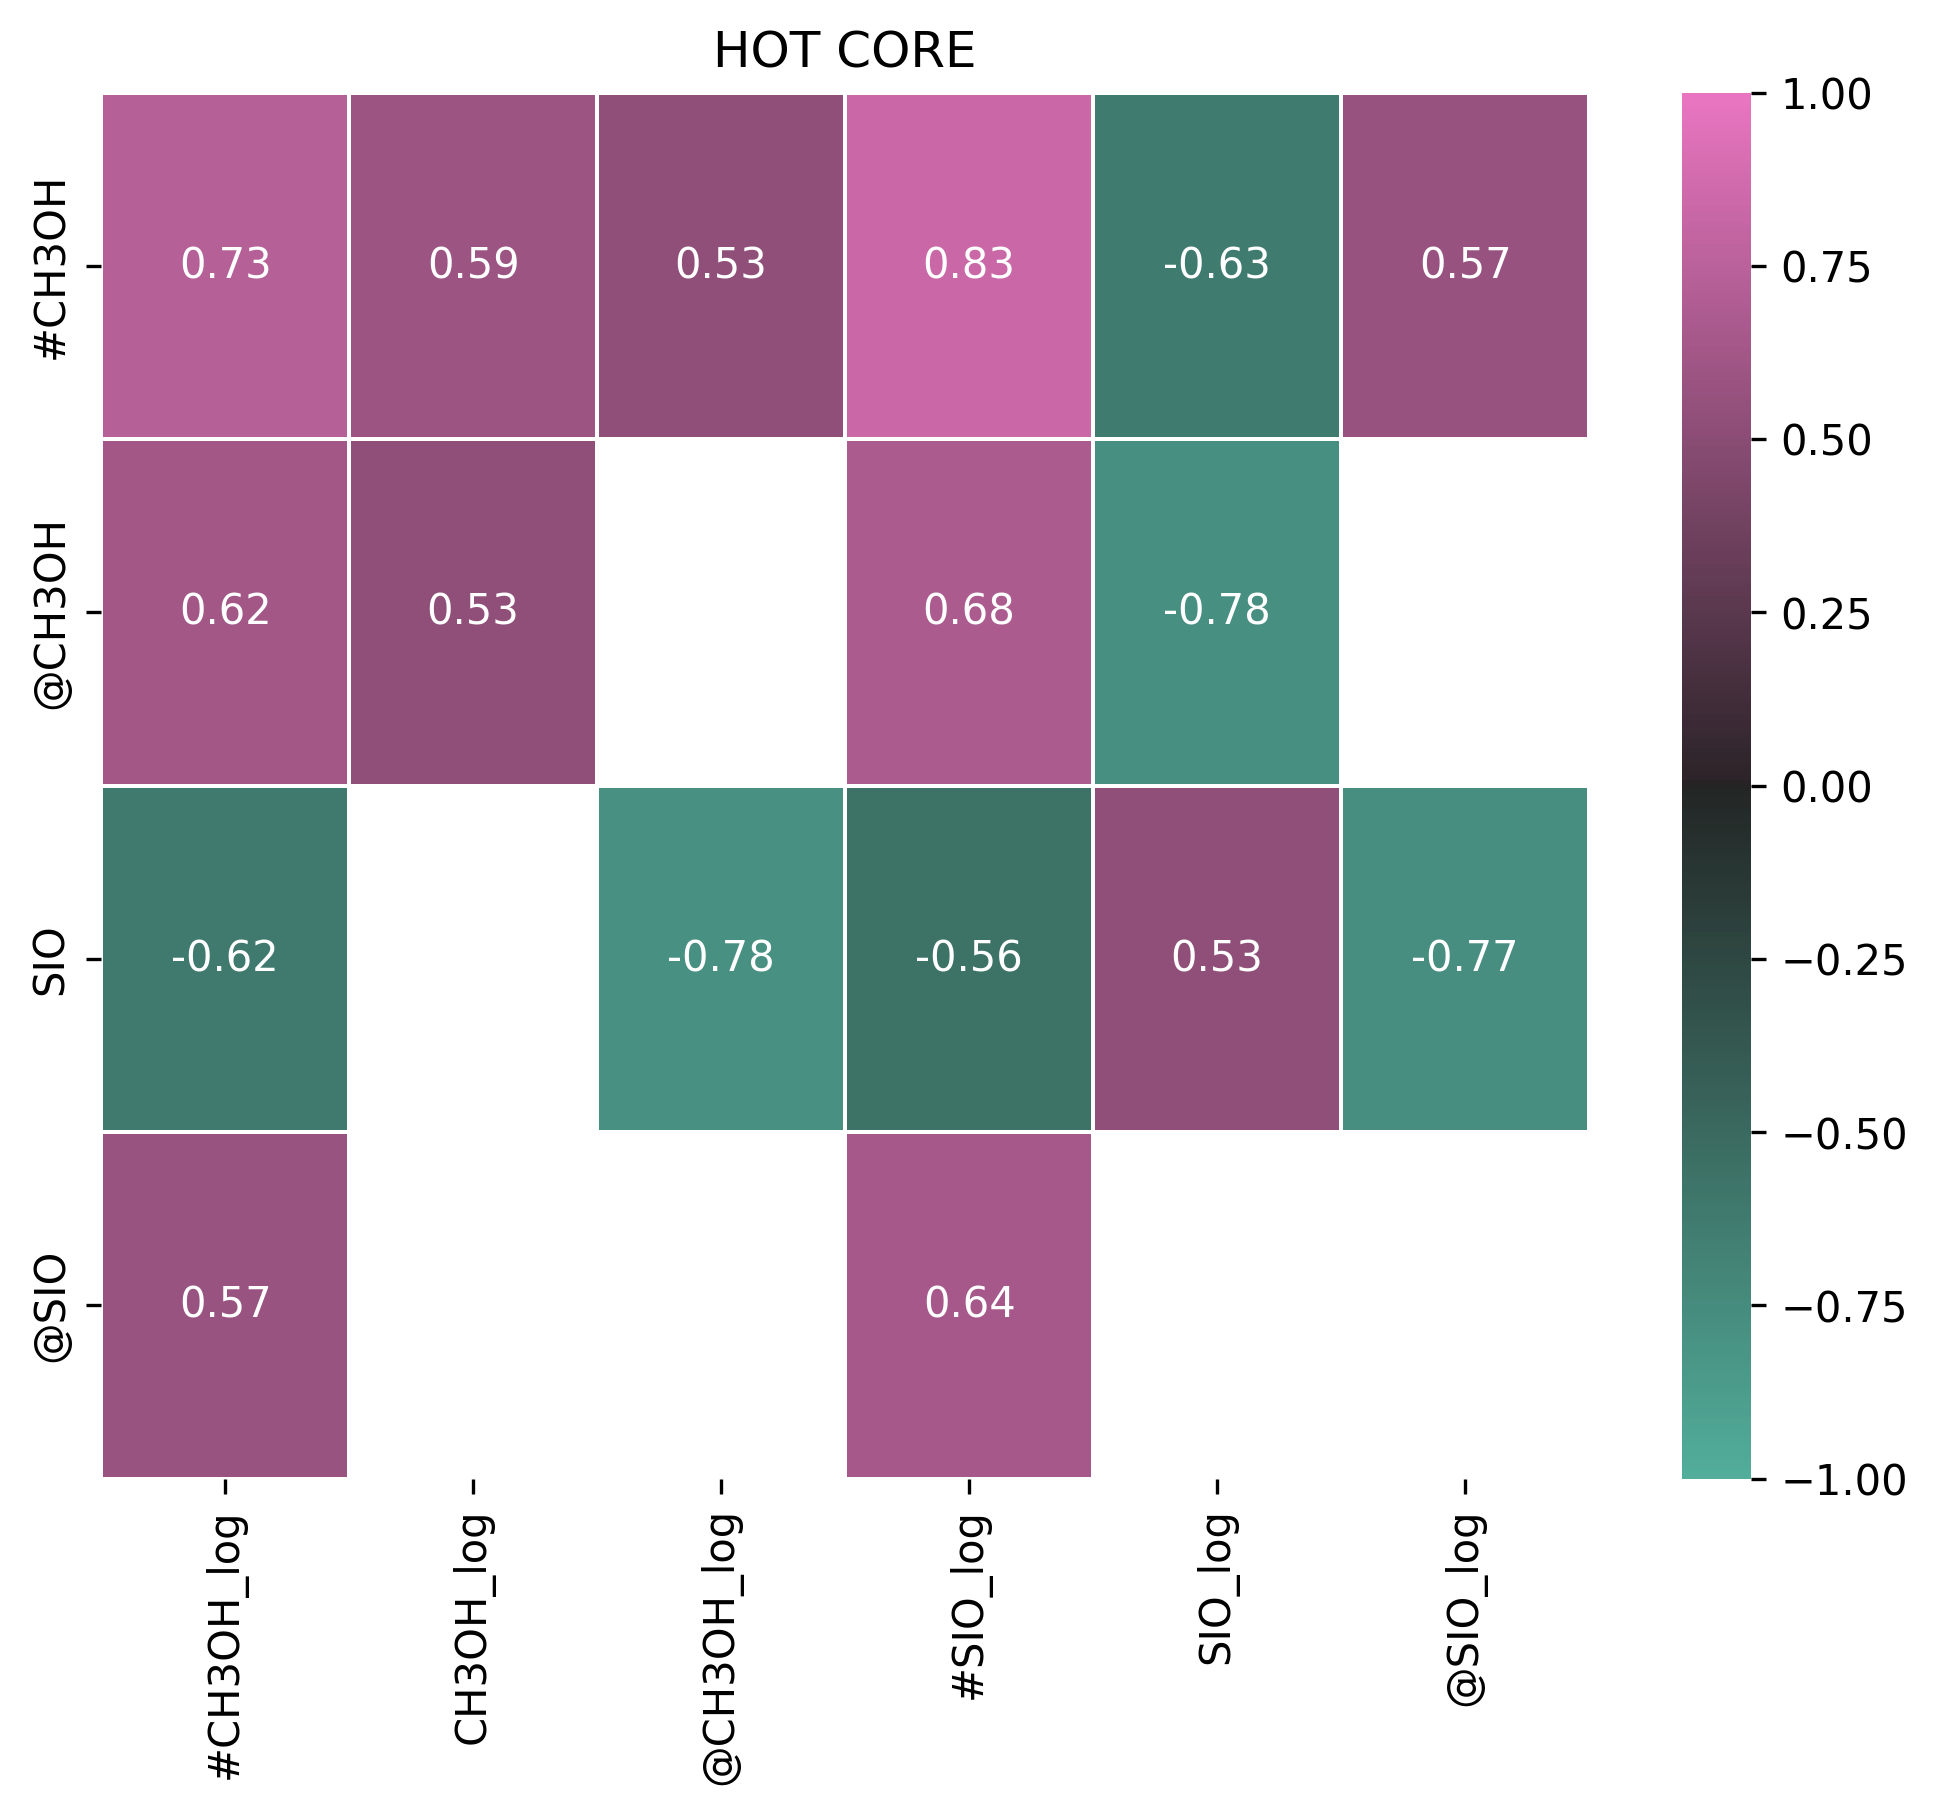 HOT CORE
#CH3OH
0.73 0.59 0.53 0.83 -0.63 0.57
@CH3OH
0.62 0.53 0.68 -0.78
SIO
-0.62 -0.78 -0.56 0.53 -0.77
@SIO
0.57 0.64
#CH3OH_log
CH3OH_log
@CH3OH_log
#SIO_log
SIO_log
@SIO_log
1.00
0.75
0.50
0.25
0.00
−0.25
−0.50
−0.75
−1.00